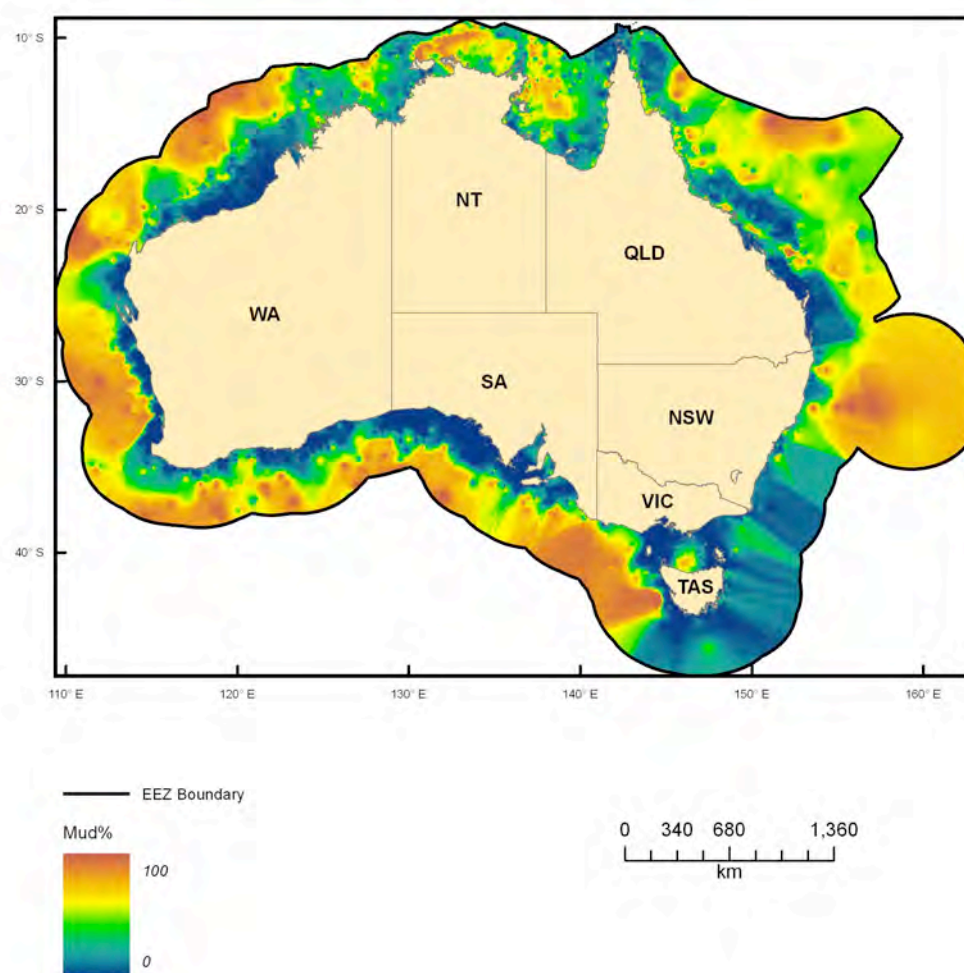 10° S
20° S
30° S
40° S
NT
QLD
WA
SA
NSW
VIC
TAS
110° E 120° E 130° E 140° E 150° E 160° E
EEZ Boundary
Mud%
100
0
0 340 680 1,360
km